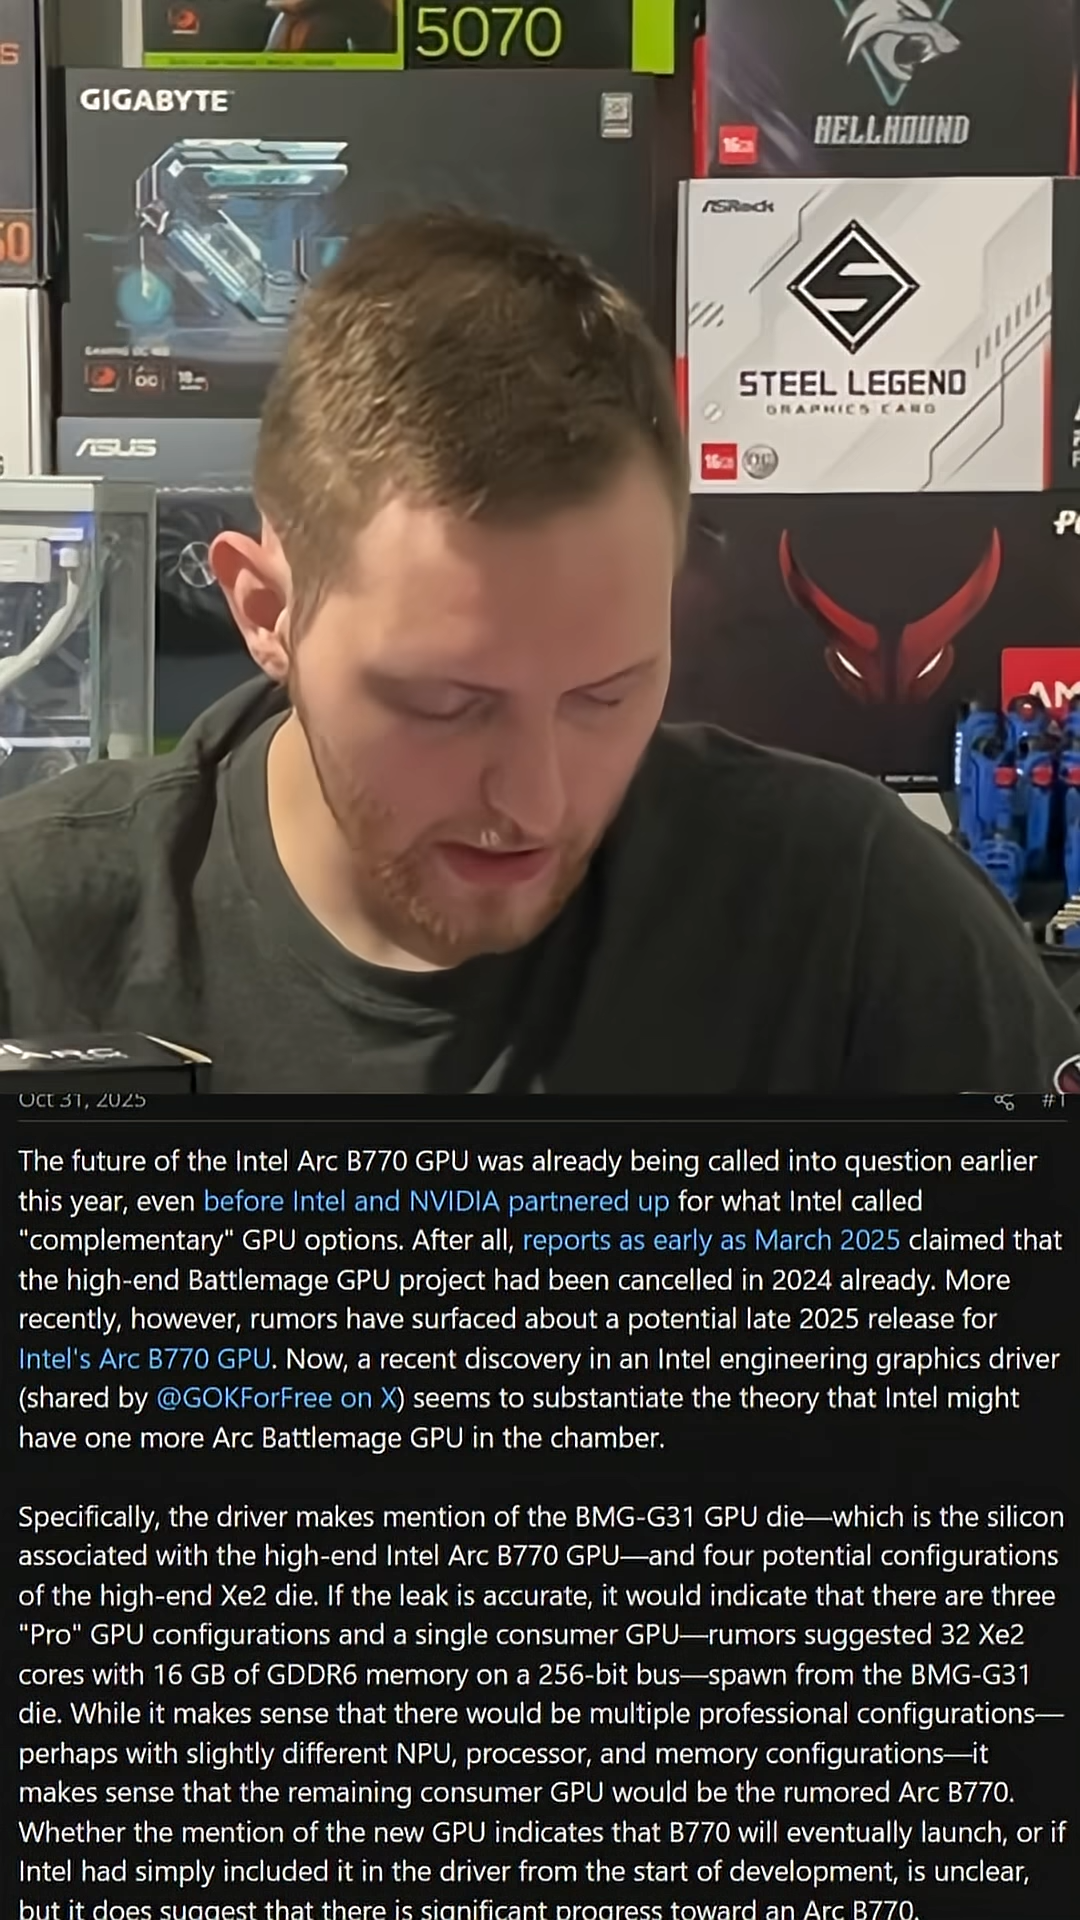 5070
GIGABYTE
HELLHOUND
16GB
ASRock
STEEL LEGEND
GRAPHICS CARD
16GB
OC
ASUS
OC
AM
Oct 31, 2025
#1
The future of the Intel Arc B770 GPU was already being called into question earlier
this year, even before Intel and NVIDIA partnered up for what Intel called
"complementary" GPU options. After all, reports as early as March 2025 claimed that
the high-end Battlemage GPU project had been cancelled in 2024 already. More
recently, however, rumors have surfaced about a potential late 2025 release for
Intel's Arc B770 GPU. Now, a recent discovery in an Intel engineering graphics driver
(shared by @GOKForFree on X) seems to substantiate the theory that Intel might
have one more Arc Battlemage GPU in the chamber.
Specifically, the driver makes mention of the BMG-G31 GPU die—which is the silicon
associated with the high-end Intel Arc B770 GPU—and four potential configurations
of the high-end Xe2 die. If the leak is accurate, it would indicate that there are three
"Pro" GPU configurations and a single consumer GPU—rumors suggested 32 Xe2
cores with 16 GB of GDDR6 memory on a 256-bit bus—spawn from the BMG-G31
die. While it makes sense that there would be multiple professional configurations—
perhaps with slightly different NPU, processor, and memory configurations—it
makes sense that the remaining consumer GPU would be the rumored Arc B770.
Whether the mention of the new GPU indicates that B770 will eventually launch, or if
Intel had simply included it in the driver from the start of development, is unclear,
but it does suggest that there is significant progress toward an Arc B770.